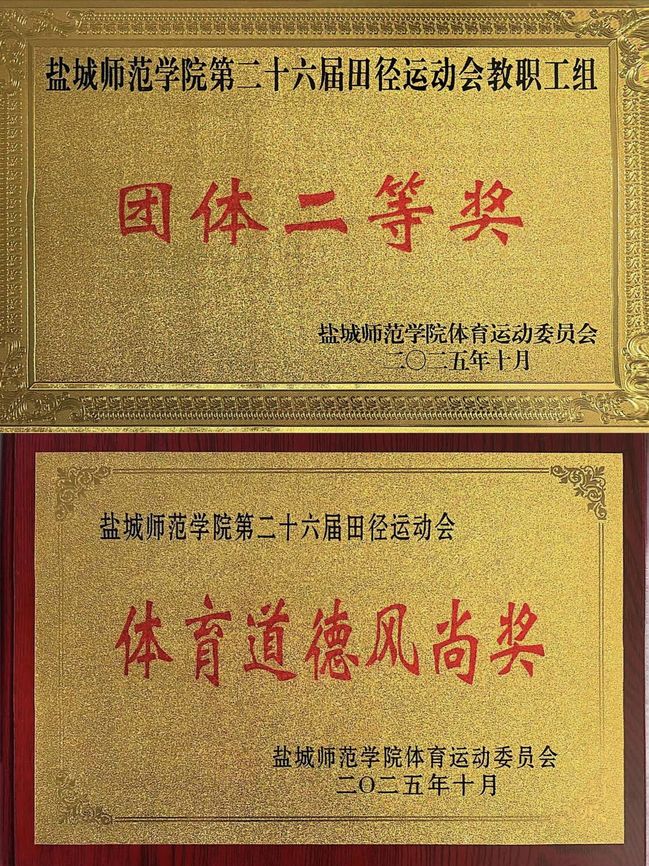 盐城师范学院第二十六届田径运动会教职工组
团体二等奖
盐城师范学院体育运动委员会
二〇二五年十月
盐城师范学院第二十六届田径运动会
体育道德风尚奖
盐城师范学院体育运动委员会
二〇二五年十月